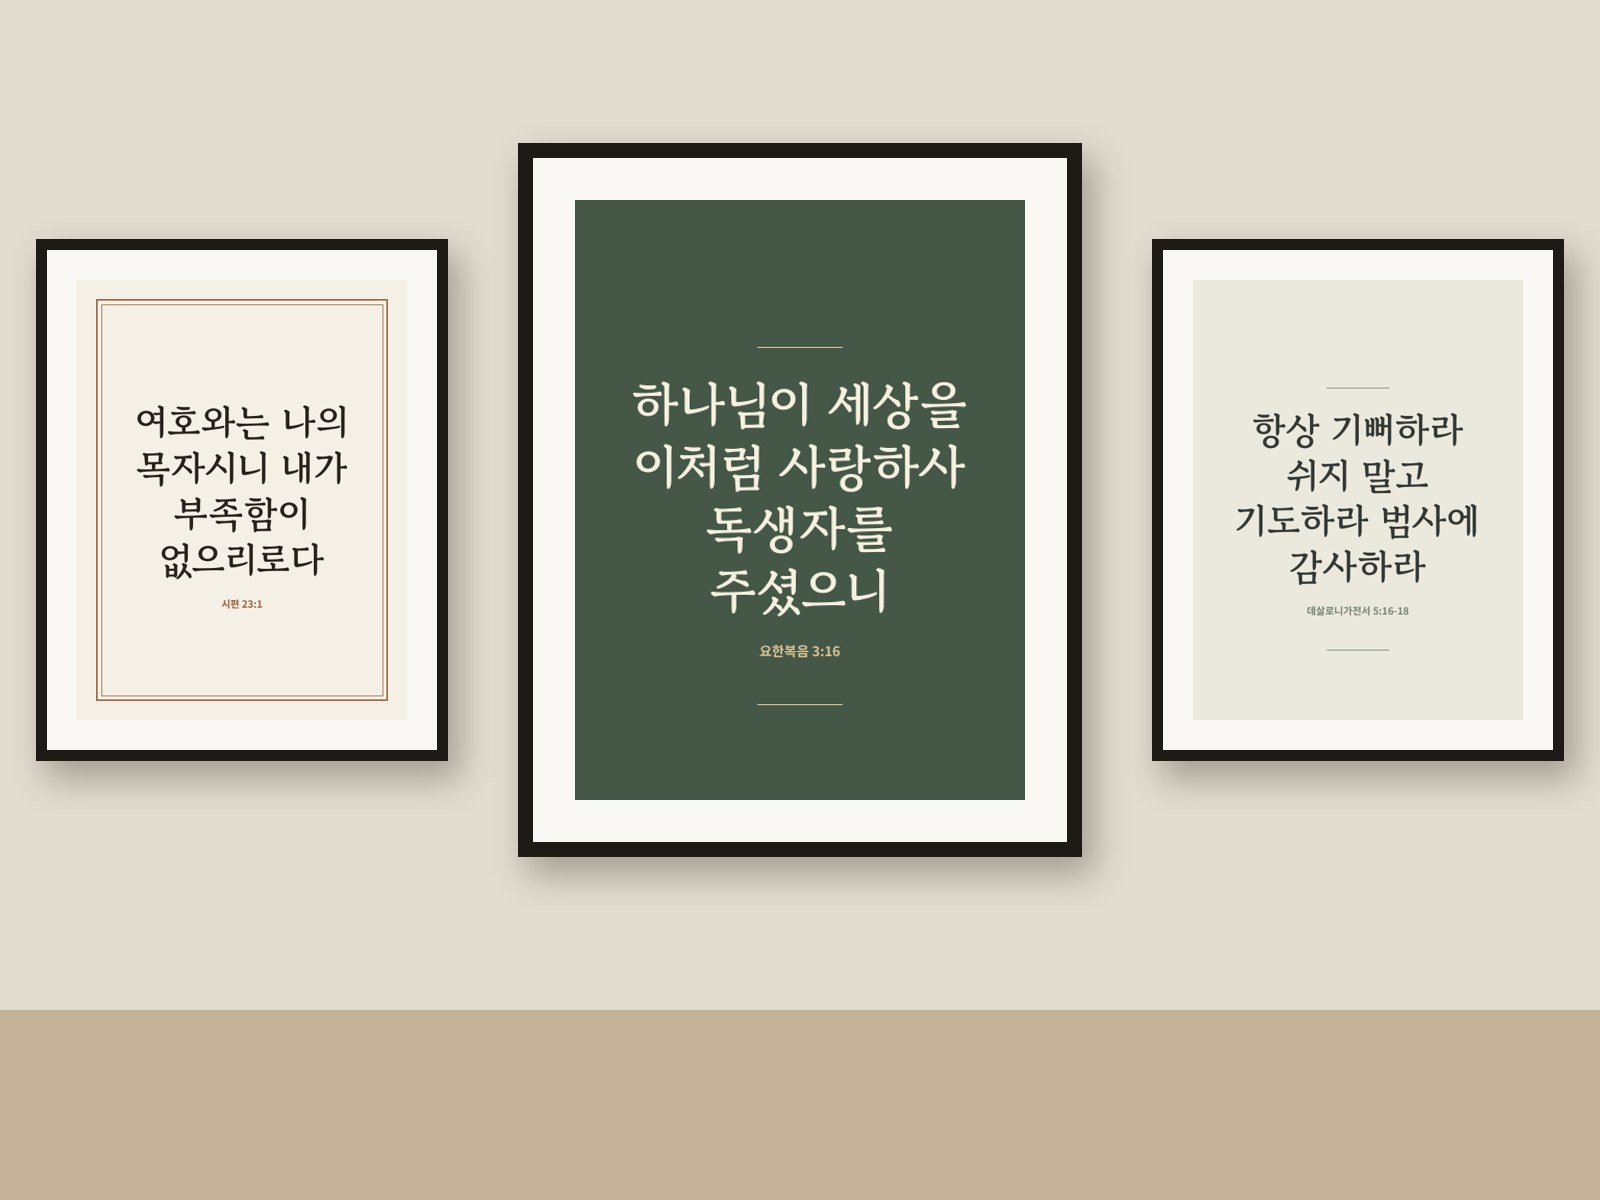 여호와는 나의
목자시니 내가
부족함이
없으리로다
시편 23:1
하나님이 세상을
이처럼 사랑하사
독생자를
주셨으니
요한복음 3:16
항상 기뻐하라
쉬지 말고
기도하라 범사에
감사하라
데살로니가전서 5:16-18